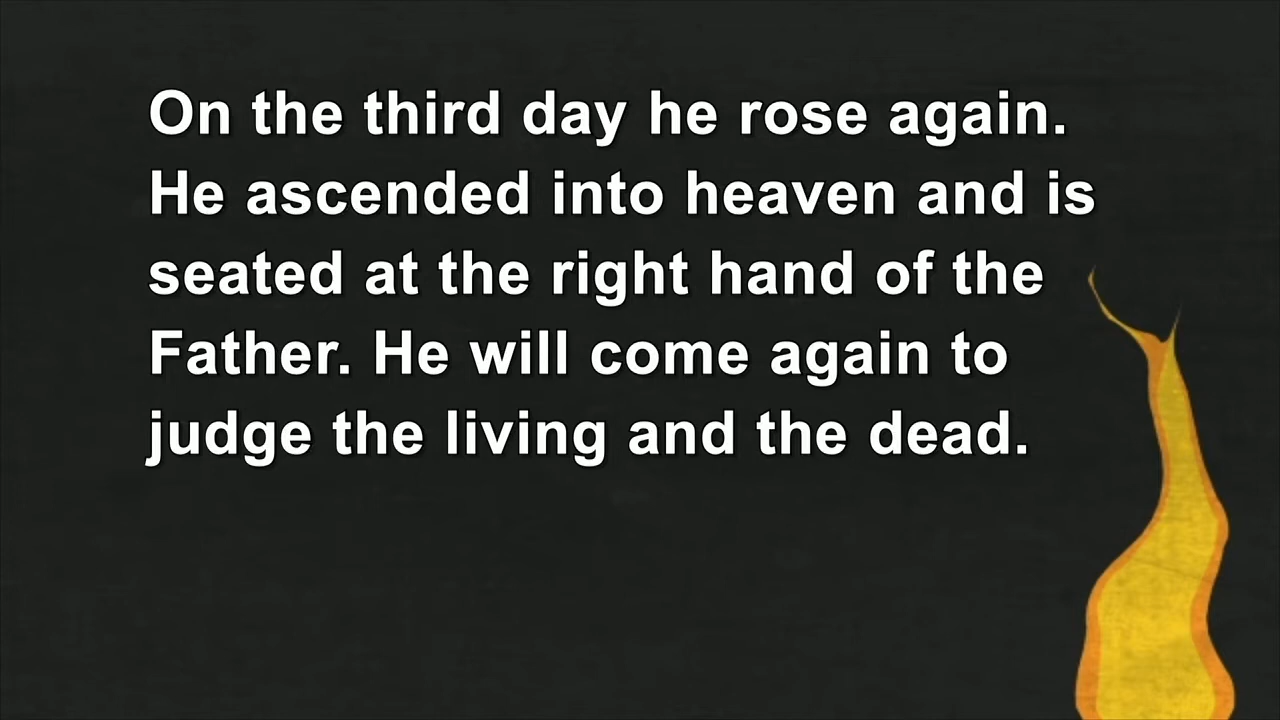 On the third day he rose again.
He ascended into heaven and is
seated at the right hand of the
Father. He will come again to
judge the living and the dead.